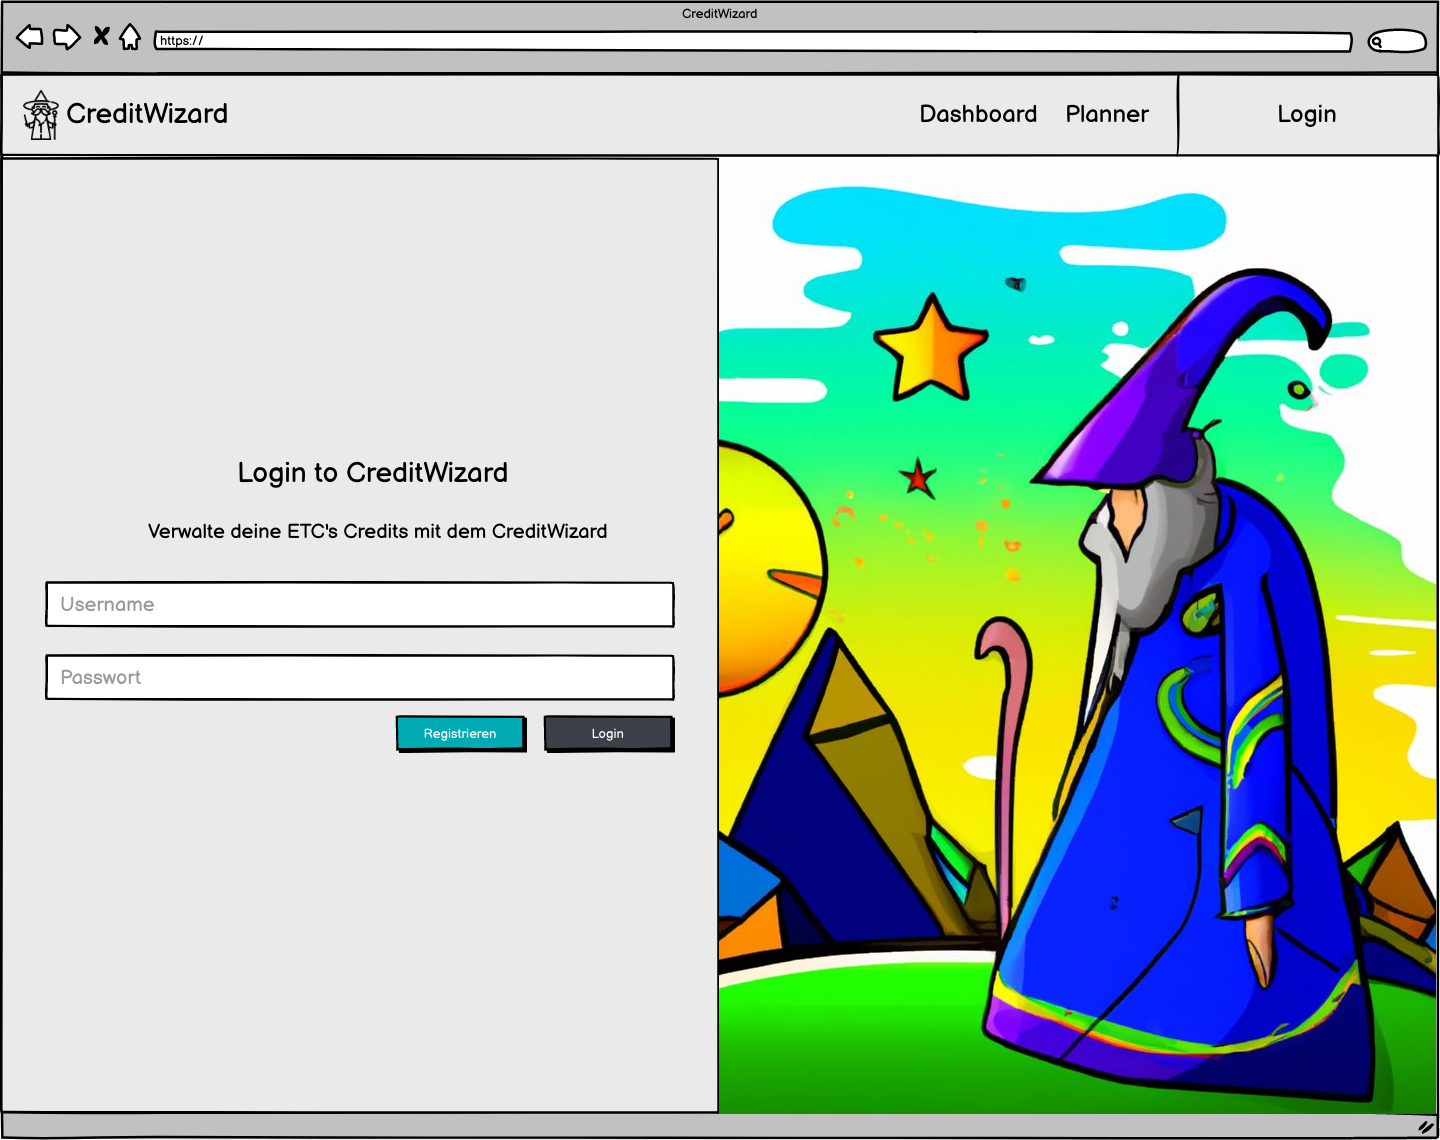 CreditWizard
https://
CreditWizard
Dashboard
Planner
Login
Login to CreditWizard
Verwalte deine ETC's Credits mit dem CreditWizard
Username
Passwort
Registrieren
Login